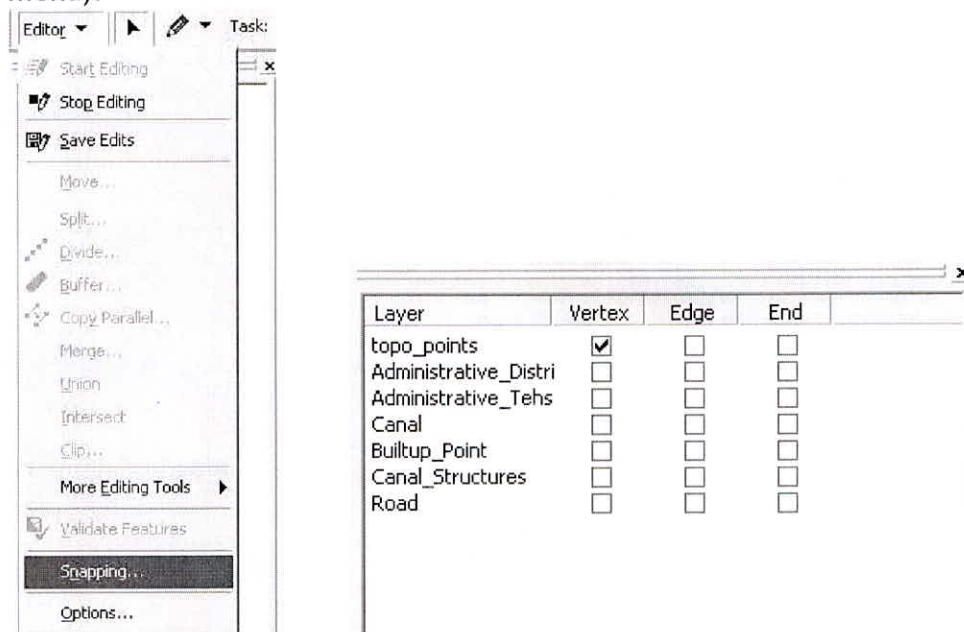 Editor Task:
Start Editing
Stop Editing
Save Edits
Move...
Split...
Divide...
Buffer...
Copy Parallel...
Merge...
Union
Intersect
Clip...
More Editing Tools
Validate Features
Snapping...
Options...
Layer Vertex Edge End
topo_points
Administrative_Distri
Administrative_Tehs
Canal
Builtup_Point
Canal_Structures
Road